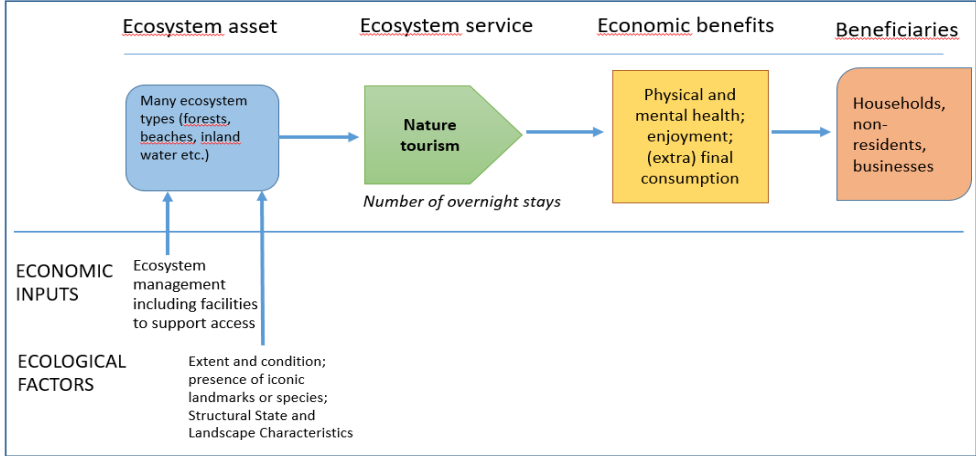 Ecosystem asset
Ecosystem service
Economic benefits
Beneficiaries
Many ecosystem
types (forests,
beaches, inland
water etc.)
Nature
tourism
Number of overnight stays
Physical and
mental health;
enjoyment;
(extra) final
consumption
Households,
non-
residents,
businesses
ECONOMIC
INPUTS
Ecosystem
management
including facilities
to support access
ECOLOGICAL
FACTORS
Extent and condition;
presence of iconic
landmarks or species;
Structural State and
Landscape Characteristics